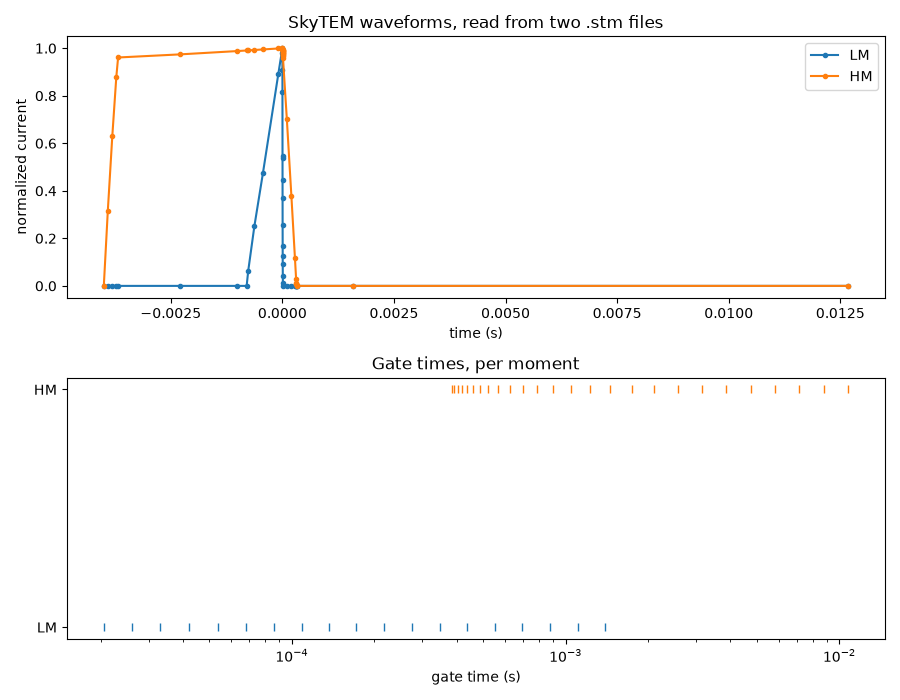 SkyTEM waveforms, read from two .stm files
normalized current
1.0
0.8
0.6
0.4
0.2
0.0
LM
HM
−0.0025
0.0000
0.0025
0.0050
0.0075
0.0100
0.0125
time (s)
Gate times, per moment
HM
LM
10⁻⁴
10⁻³
10⁻²
gate time (s)